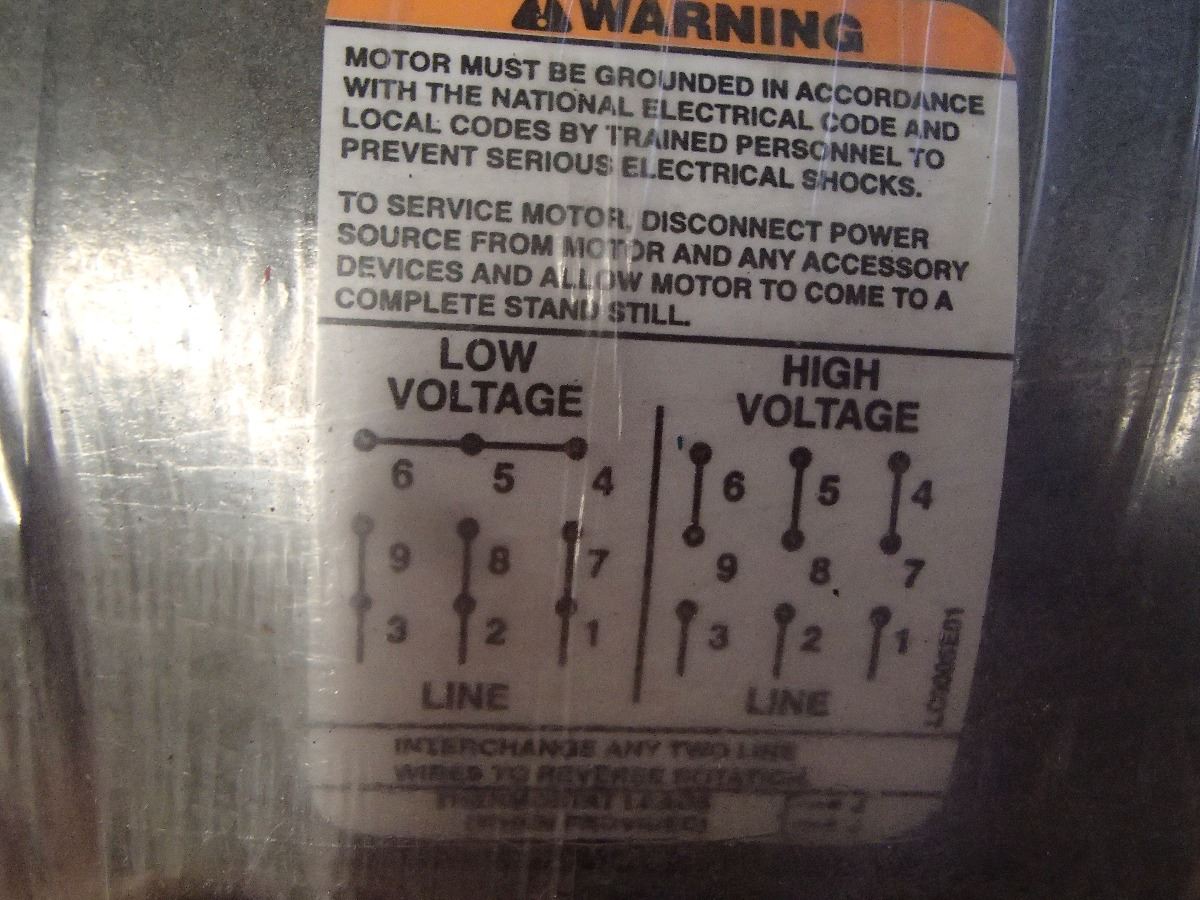 WARNING
MOTOR MUST BE GROUNDED IN ACCORDANCE
WITH THE NATIONAL ELECTRICAL CODE AND
LOCAL CODES BY TRAINED PERSONNEL TO
PREVENT SERIOUS ELECTRICAL SHOCKS.
TO SERVICE MOTOR, DISCONNECT POWER
SOURCE FROM MOTOR AND ANY ACCESSORY
DEVICES AND ALLOW MOTOR TO COME TO A
COMPLETE STAND STILL.
LOW
VOLTAGE
6 5 4
9 8 7
3 2 1
LINE
HIGH
VOLTAGE
6 5 4
9 8 7
3 2 1
LINE
INTERCHANGE ANY TWO LINE
WIRES TO REVERSE ROTATION.
THERMOSTAT LEADS